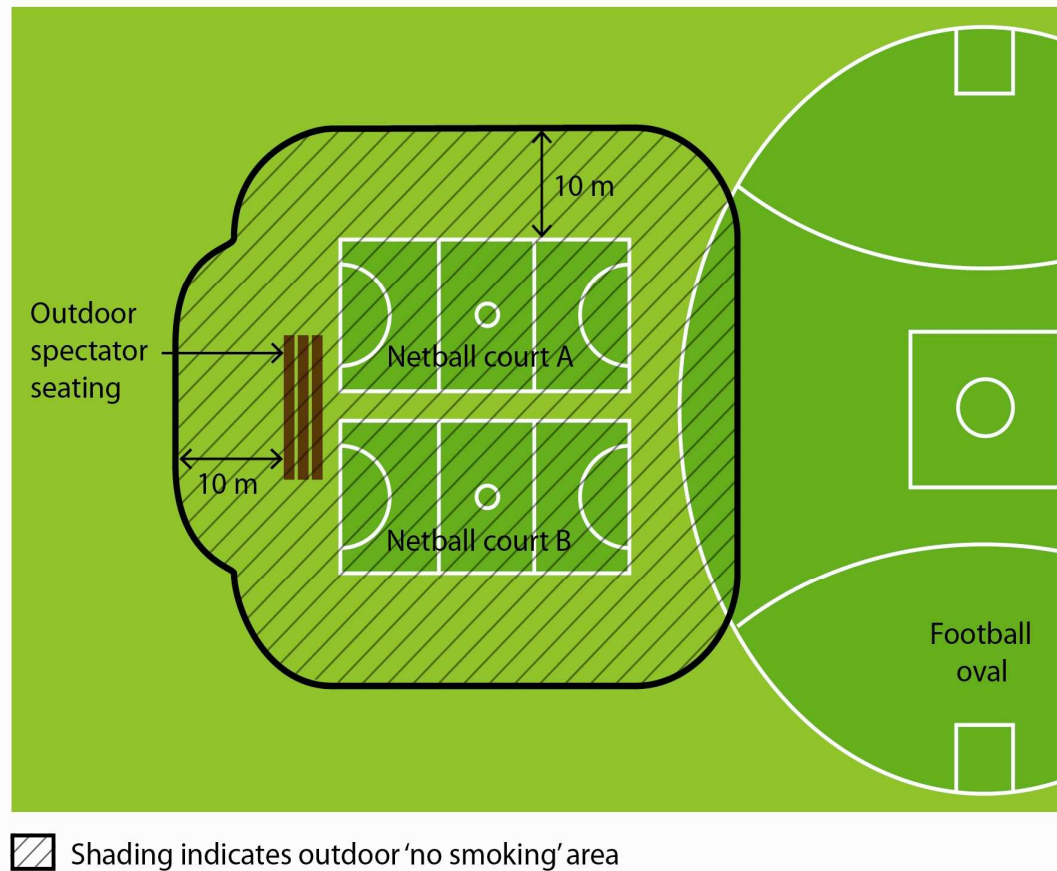 10 m
Outdoor
spectator
seating
Netball court A
10 m
Netball court B
Football
oval
Shading indicates outdoor ‘no smoking’ area